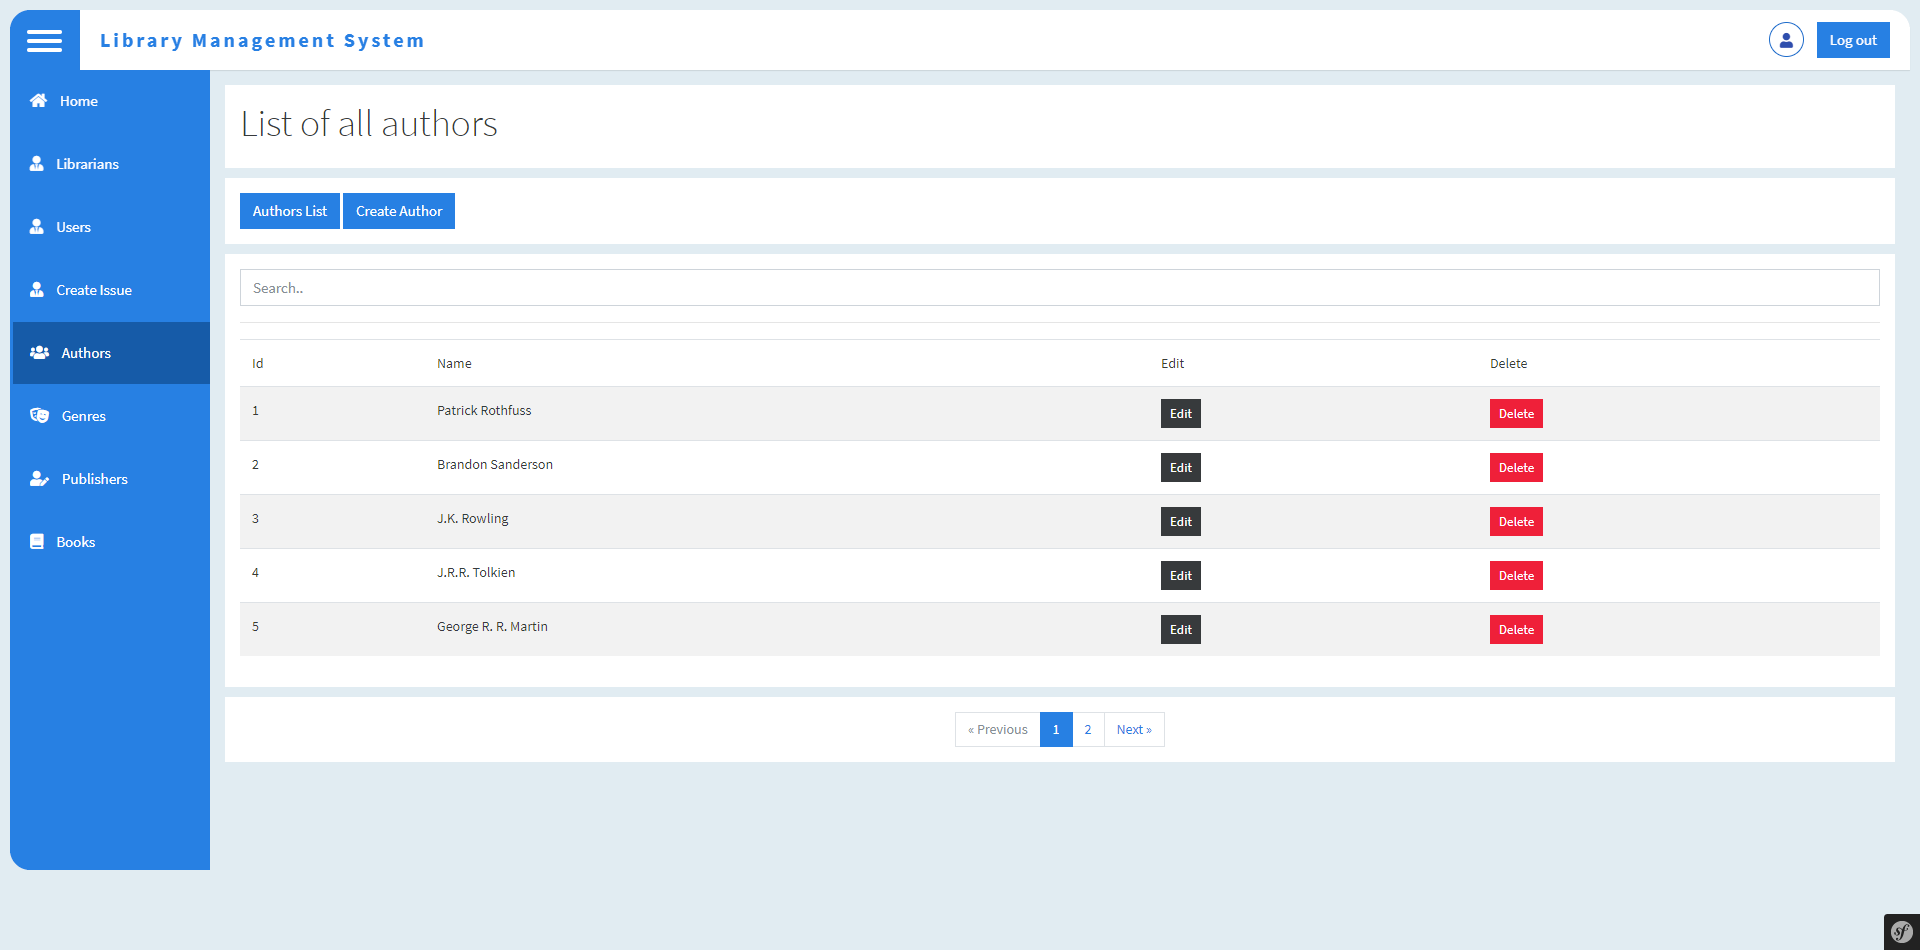 Library Management System
Log out
Home
Librarians
Users
Create Issue
Authors
Genres
Publishers
Books
List of all authors
Authors List Create Author
Search..
Id Name Edit Delete
1 Patrick Rothfuss Edit Delete
2 Brandon Sanderson Edit Delete
3 J.K. Rowling Edit Delete
4 J.R.R. Tolkien Edit Delete
5 George R. R. Martin Edit Delete
« Previous 1 2 Next »
sf